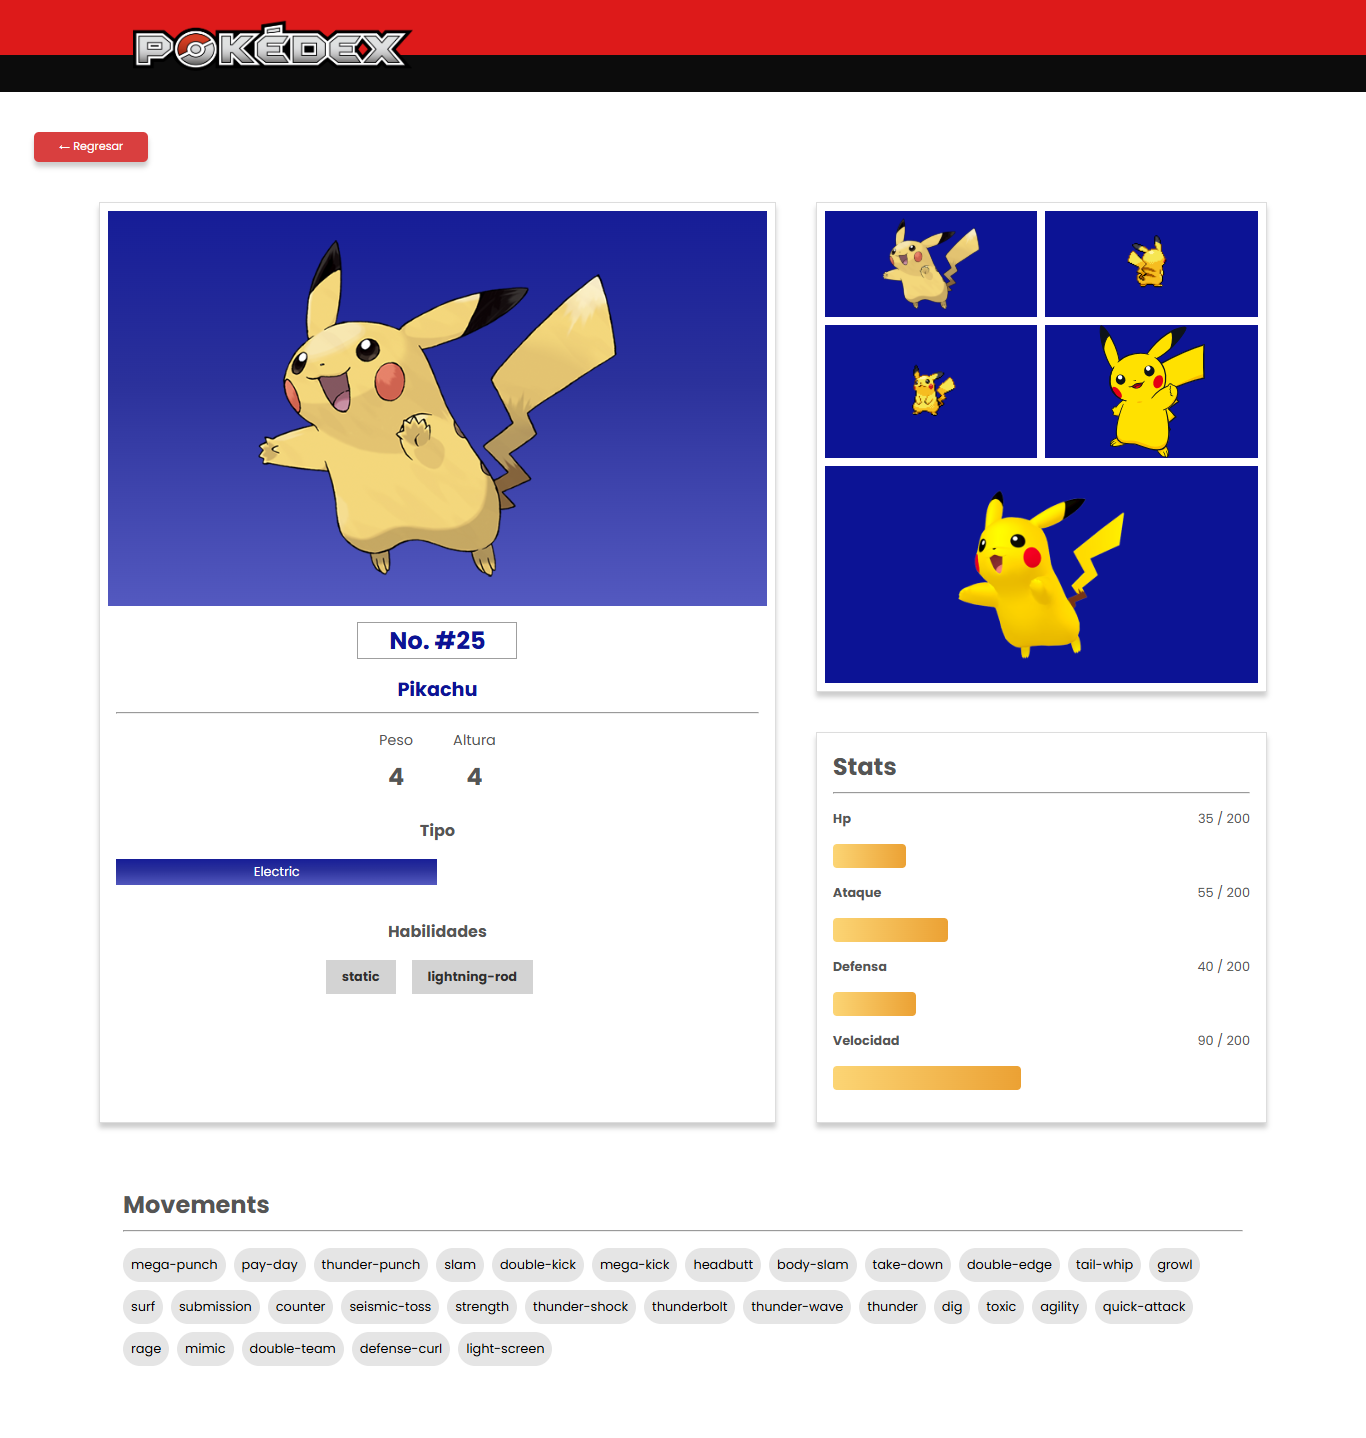 POKÉDEX
← Regresar
No. #25
Pikachu
Peso Altura
4 4
Tipo
Electric
Habilidades
static lightning-rod
Stats
Hp 35 / 200
Ataque 55 / 200
Defensa 40 / 200
Velocidad 90 / 200
Movements
mega-punch pay-day thunder-punch slam double-kick mega-kick headbutt body-slam take-down double-edge tail-whip growl
surf submission counter seismic-toss strength thunder-shock thunderbolt thunder-wave thunder dig toxic agility quick-attack
rage mimic double-team defense-curl light-screen